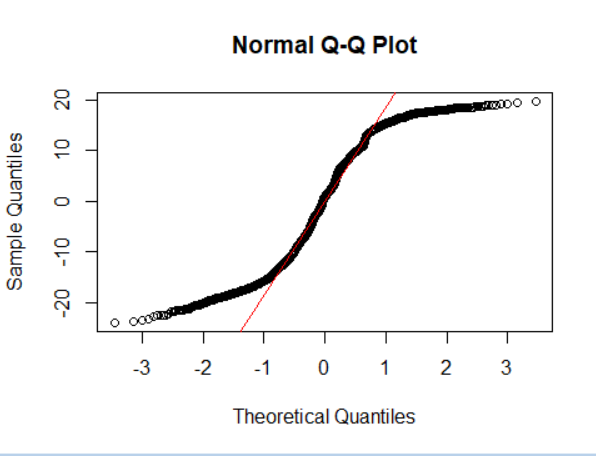 Normal Q-Q Plot
Sample Quantiles
20
10
0
-10
-20
-3 -2 -1 0 1 2 3
Theoretical Quantiles